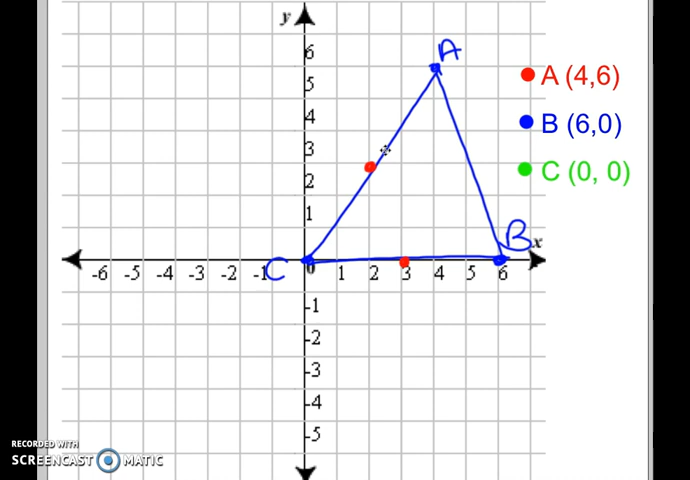 y
6
5
4
3
2
1
A
A (4,6)
B (6,0)
C (0, 0)
B
x
C
-6 -5 -4 -3 -2 -1 0 1 2 3 4 5 6
-1
-2
-3
-4
-5
RECORDED WITH
SCREENCAST MATIC